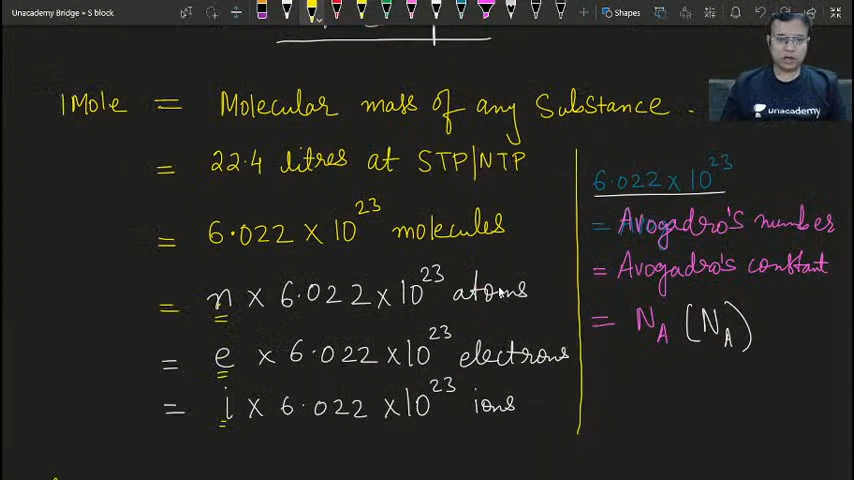 Unacademy Bridge – S block
Shapes
unacademy
1Mole = Molecular mass of any Substance.
= 22.4 litres at STP|NTP
= 6.022 × 10²³ molecules
= n × 6.022 × 10²³ atoms
= e × 6.022 × 10²³ electrons
= i × 6.022 × 10²³ ions
6.022 × 10²³
= Avogadro's number
= Avogadro's constant
= N_A (N_A)